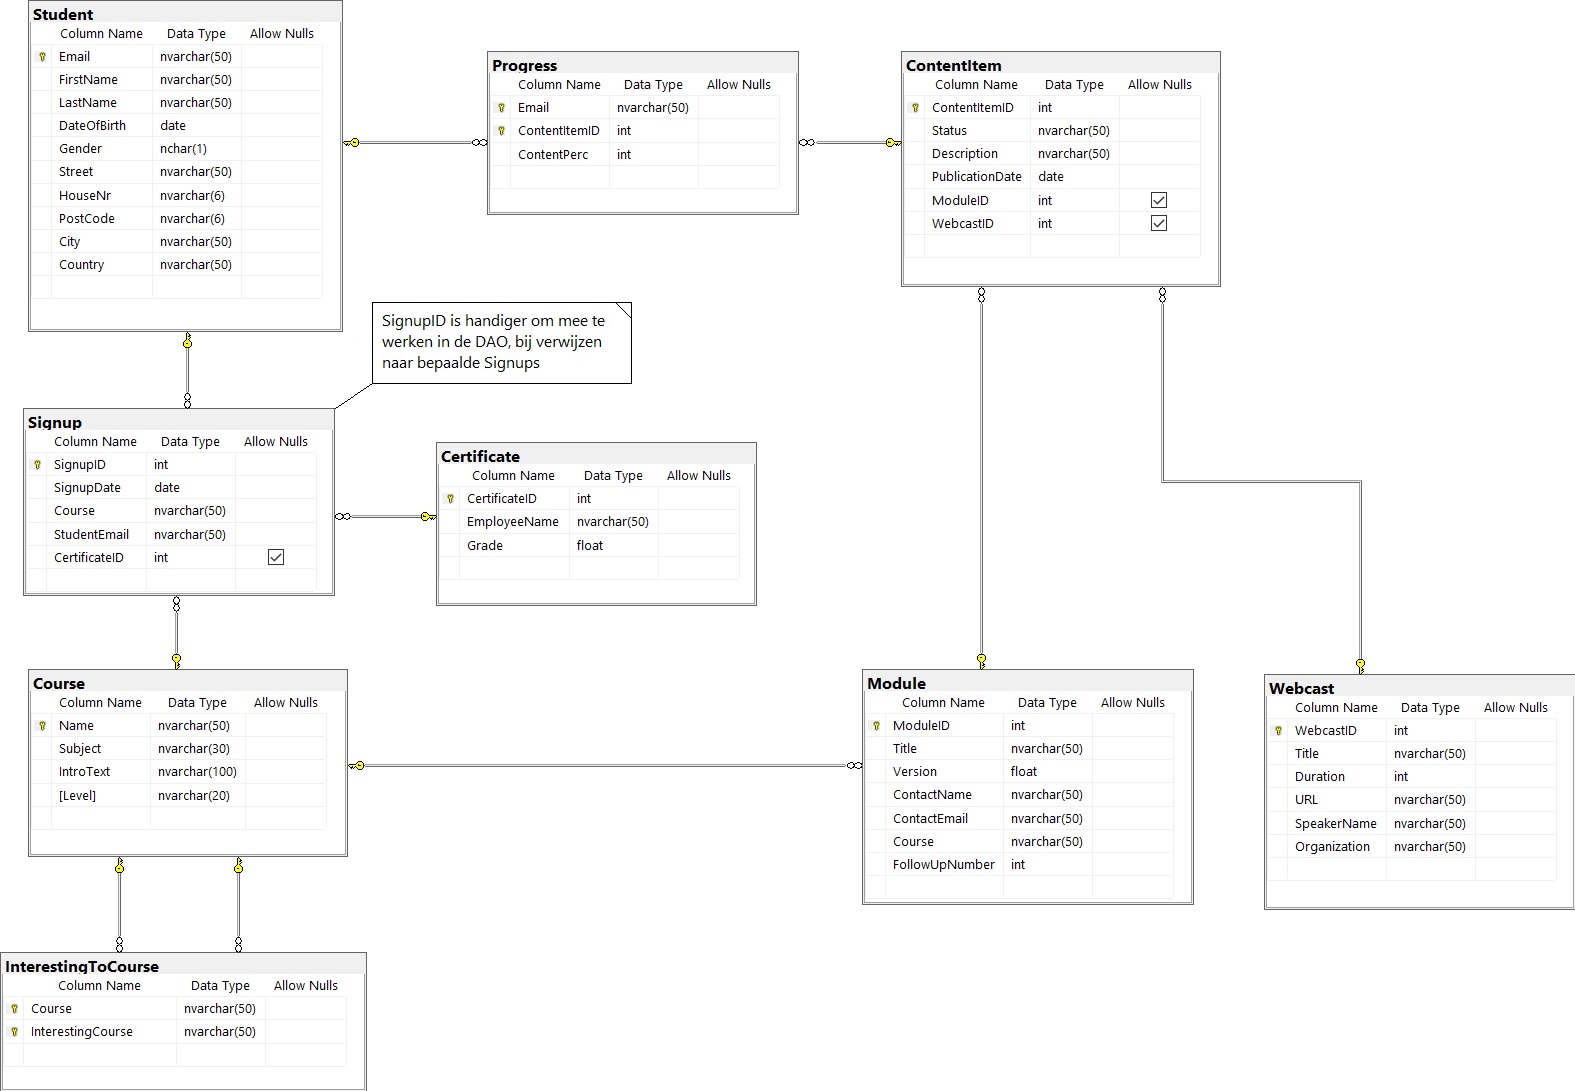 Student
Column Name Data Type Allow Nulls
Email nvarchar(50)
FirstName nvarchar(50)
LastName nvarchar(50)
DateOfBirth date
Gender nchar(1)
Street nvarchar(50)
HouseNr nvarchar(6)
PostCode nvarchar(6)
City nvarchar(50)
Country nvarchar(50)
Progress
Column Name Data Type Allow Nulls
Email nvarchar(50)
ContentItemID int
ContentPerc int
ContentItem
Column Name Data Type Allow Nulls
ContentItemID int
Status nvarchar(50)
Description nvarchar(50)
PublicationDate date
ModuleID int
WebcastID int
SignupID is handiger om mee te
werken in de DAO, bij verwijzen
naar bepaalde Signups
Signup
Column Name Data Type Allow Nulls
SignupID int
SignupDate date
Course nvarchar(50)
StudentEmail nvarchar(50)
CertificateID int
Certificate
Column Name Data Type Allow Nulls
CertificateID int
EmployeeName nvarchar(50)
Grade float
Course
Column Name Data Type Allow Nulls
Name nvarchar(50)
Subject nvarchar(30)
IntroText nvarchar(100)
[Level] nvarchar(20)
Module
Column Name Data Type Allow Nulls
ModuleID int
Title nvarchar(50)
Version float
ContactName nvarchar(50)
ContactEmail nvarchar(50)
Course nvarchar(50)
FollowUpNumber int
Webcast
Column Name Data Type Allow Nulls
WebcastID int
Title nvarchar(50)
Duration int
URL nvarchar(50)
SpeakerName nvarchar(50)
Organization nvarchar(50)
InterestingToCourse
Column Name Data Type Allow Nulls
Course nvarchar(50)
InterestingCourse nvarchar(50)